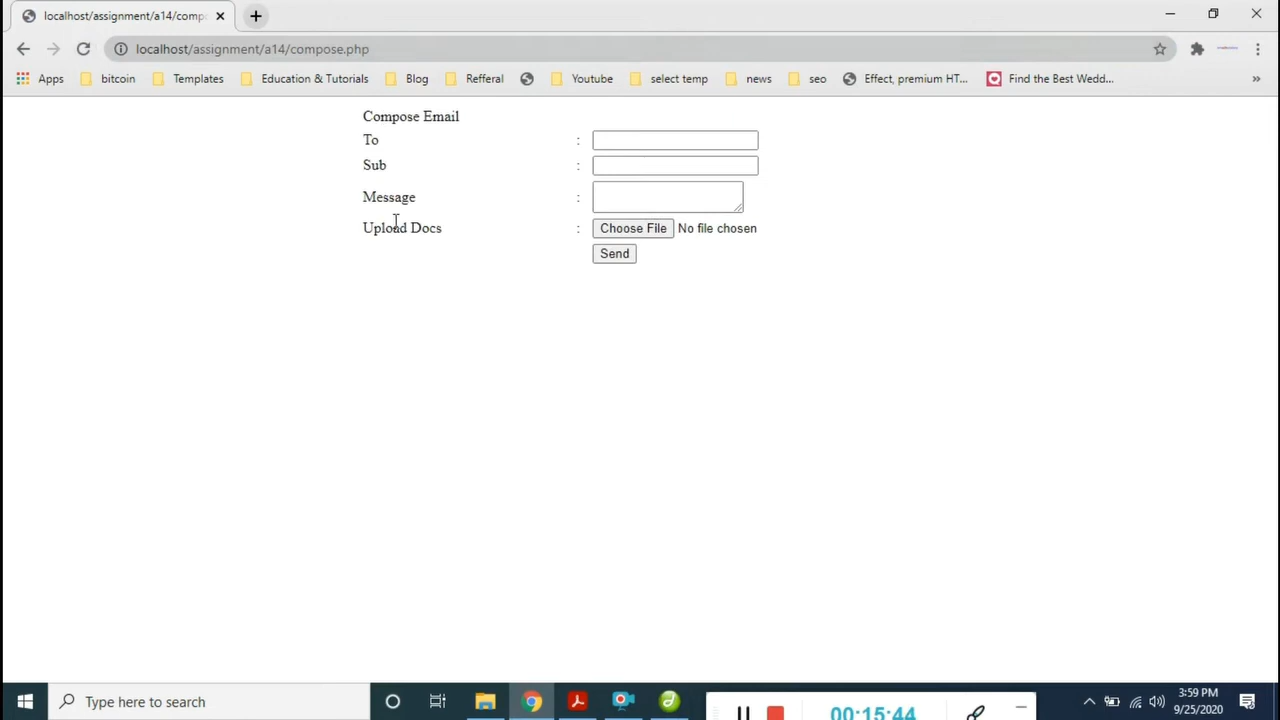 localhost/assignment/a14/comp
localhost/assignment/a14/compose.php
Apps bitcoin Templates Education & Tutorials Blog Refferal Youtube select temp news seo Effect, premium HT... Find the Best Wedd... »
Compose Email
To :
Sub :
Message :
Upload Docs : Choose File No file chosen
Send
Type here to search
00:15:44
3:59 PM
9/25/2020